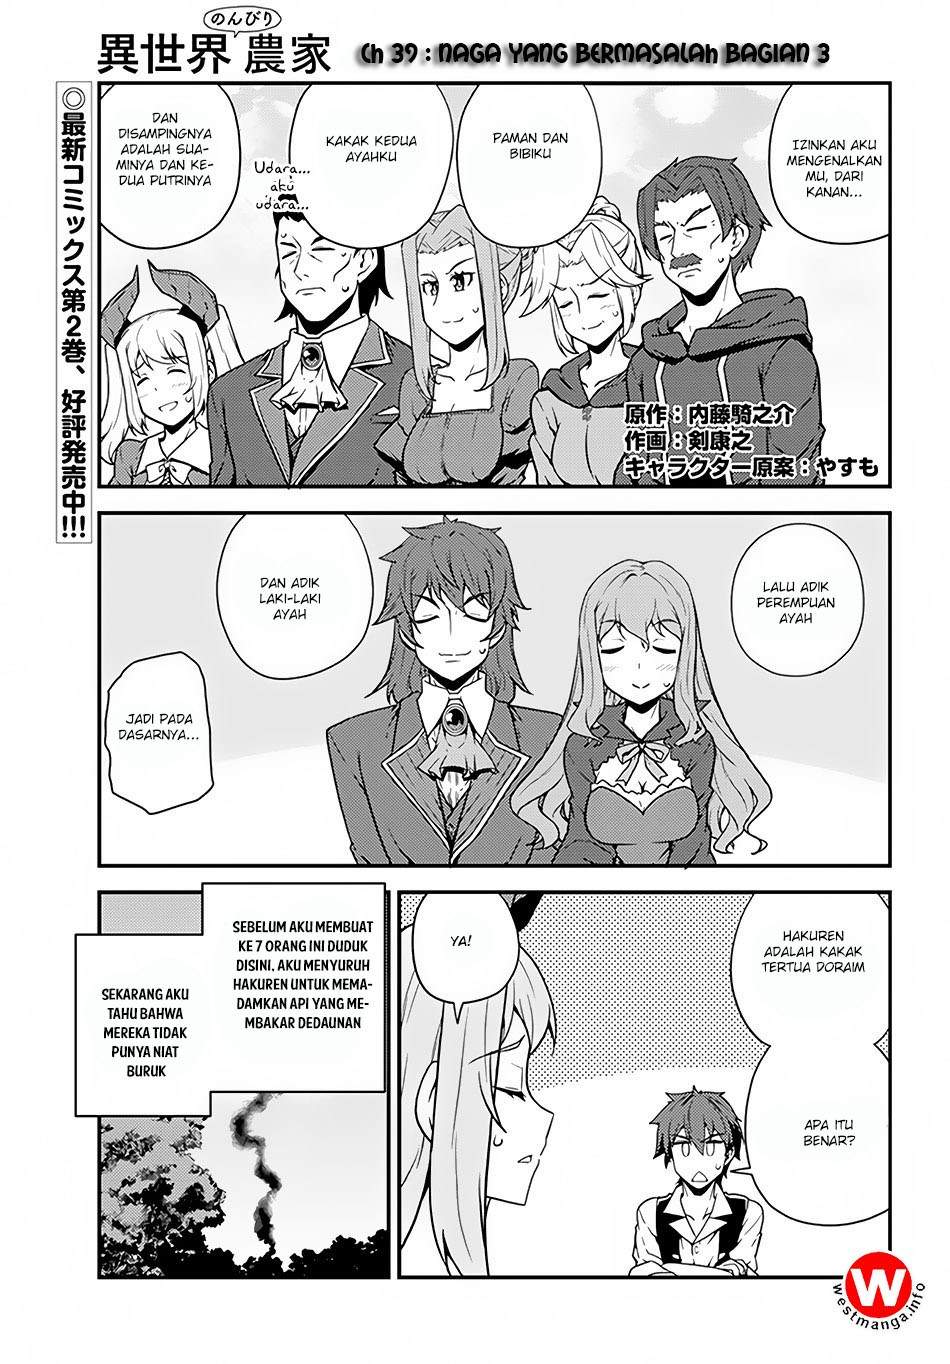 異世界
のんびり
農家
Ch 39 : NAGA YANG BERMASALAh BAGIAN 3
◎最新コミックス第2巻、好評発売中!!!
IZINKAN AKU
MENGENALKAN
MU, DARI
KANAN...
PAMAN DAN
BIBIKU
KAKAK KEDUA
AYAHKU
DAN
DISAMPINGNYA
ADALAH SUA-
MINYA DAN KE-
DUA PUTRINYA
Udara...
aku
udara...
原作：内藤騎之介
作画：剣康之
キャラクター原案：やすも
LALU ADIK
PEREMPUAN
AYAH
DAN ADIK
LAKI-LAKI
AYAH
JADI PADA
DASARNYA...
HAKUREN
ADALAH KAKAK
TERTUA DORAIM
APA ITU
BENAR?
YA!
SEBELUM AKU MEMBUAT
KE 7 ORANG INI DUDUK
DISINI. AKU MENYURUH
HAKUREN UNTUK MEMA-
DAMKAN API YANG MEM-
BAKAR DEDAUNAN
SEKARANG AKU
TAHU BAHWA
MEREKA TIDAK
PUNYA NIAT
BURUK
W
westmanga.info